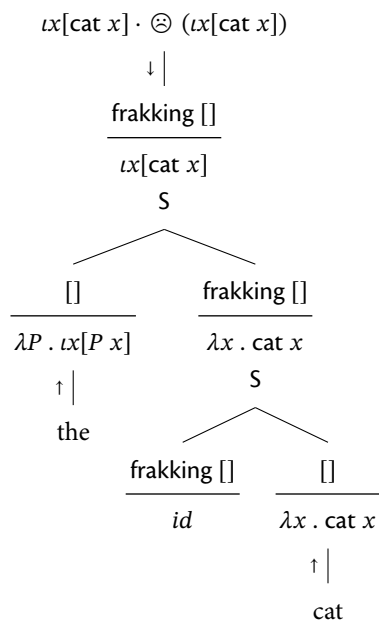 ιx[cat x] · ☹ (ιx[cat x])
↓
frakking []
ιx[cat x]
S
[] frakking []
λP . ιx[P x] λx . cat x
↑ S
the
frakking [] []
id λx . cat x
↑
cat